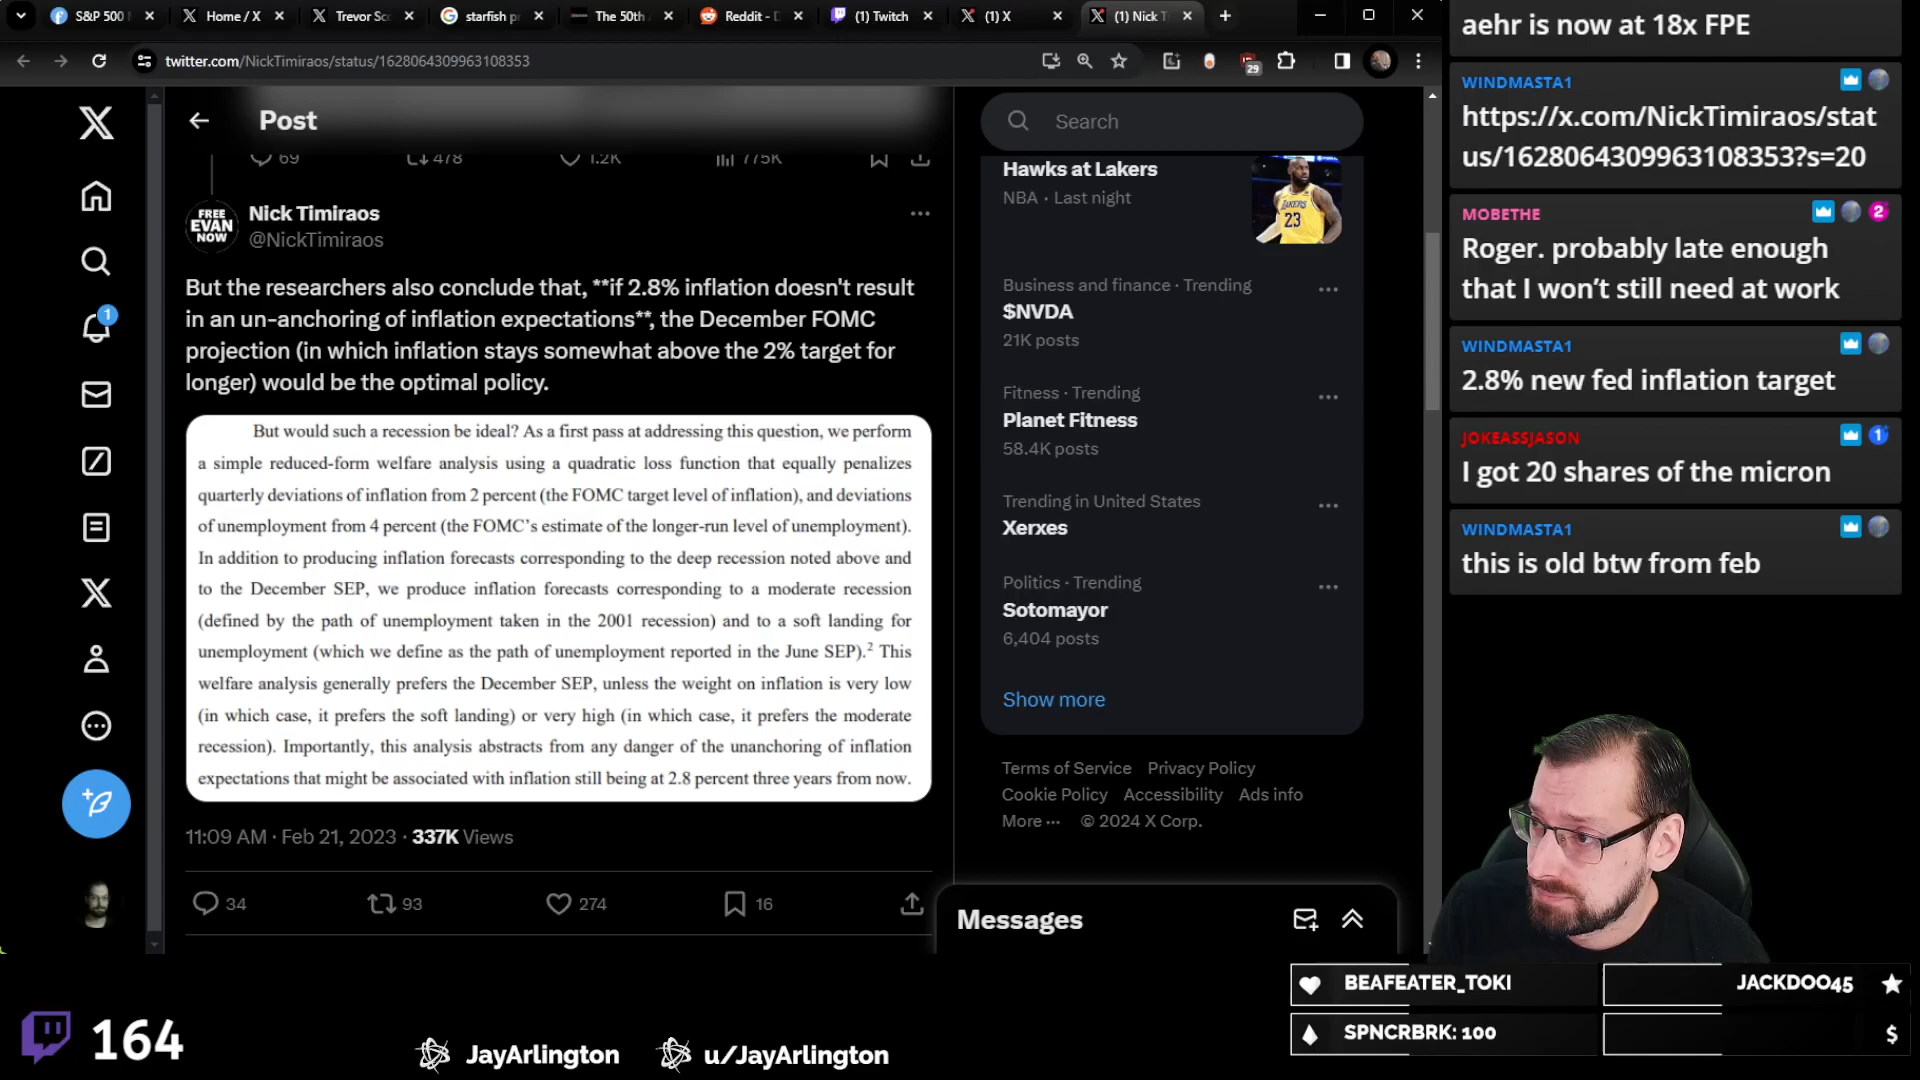 S&P 500
Home / X
Trevor Sc
starfish p
The 50th
Reddit - D
(1) Twitch
(1) X
(1) Nick T
twitter.com/NickTimiraos/status/1628064309963108353
29
Post
69
478
1.2K
775K
FREE
EVAN
NOW
Nick Timiraos
@NickTimiraos
But the researchers also conclude that, **if 2.8% inflation doesn't result
in an un-anchoring of inflation expectations**, the December FOMC
projection (in which inflation stays somewhat above the 2% target for
longer) would be the optimal policy.
But would such a recession be ideal? As a first pass at addressing this question, we perform
a simple reduced-form welfare analysis using a quadratic loss function that equally penalizes
quarterly deviations of inflation from 2 percent (the FOMC target level of inflation), and deviations
of unemployment from 4 percent (the FOMC's estimate of the longer-run level of unemployment).
In addition to producing inflation forecasts corresponding to the deep recession noted above and
to the December SEP, we produce inflation forecasts corresponding to a moderate recession
(defined by the path of unemployment taken in the 2001 recession) and to a soft landing for
unemployment (which we define as the path of unemployment reported in the June SEP).2 This
welfare analysis generally prefers the December SEP, unless the weight on inflation is very low
(in which case, it prefers the soft landing) or very high (in which case, it prefers the moderate
recession). Importantly, this analysis abstracts from any danger of the unanchoring of inflation
expectations that might be associated with inflation still being at 2.8 percent three years from now.
11:09 AM · Feb 21, 2023 · 337K Views
34
93
274
16
1
Search
Hawks at Lakers
NBA · Last night
LAKERS
23
Business and finance · Trending
$NVDA
21K posts
Fitness · Trending
Planet Fitness
58.4K posts
Trending in United States
Xerxes
Politics · Trending
Sotomayor
6,404 posts
Show more
Terms of Service Privacy Policy
Cookie Policy Accessibility Ads info
More ··· © 2024 X Corp.
Messages
aehr is now at 18x FPE
WINDMASTA1
https://x.com/NickTimiraos/stat
us/1628064309963108353?s=20
MOBETHE
2
Roger. probably late enough
that I won't still need at work
WINDMASTA1
2.8% new fed inflation target
JOKEASSJASON
1
I got 20 shares of the micron
WINDMASTA1
this is old btw from feb
BEAFEATER_TOKI
JACKDOO45
SPNCRBRK: 100
$
164
JayArlington
u/JayArlington